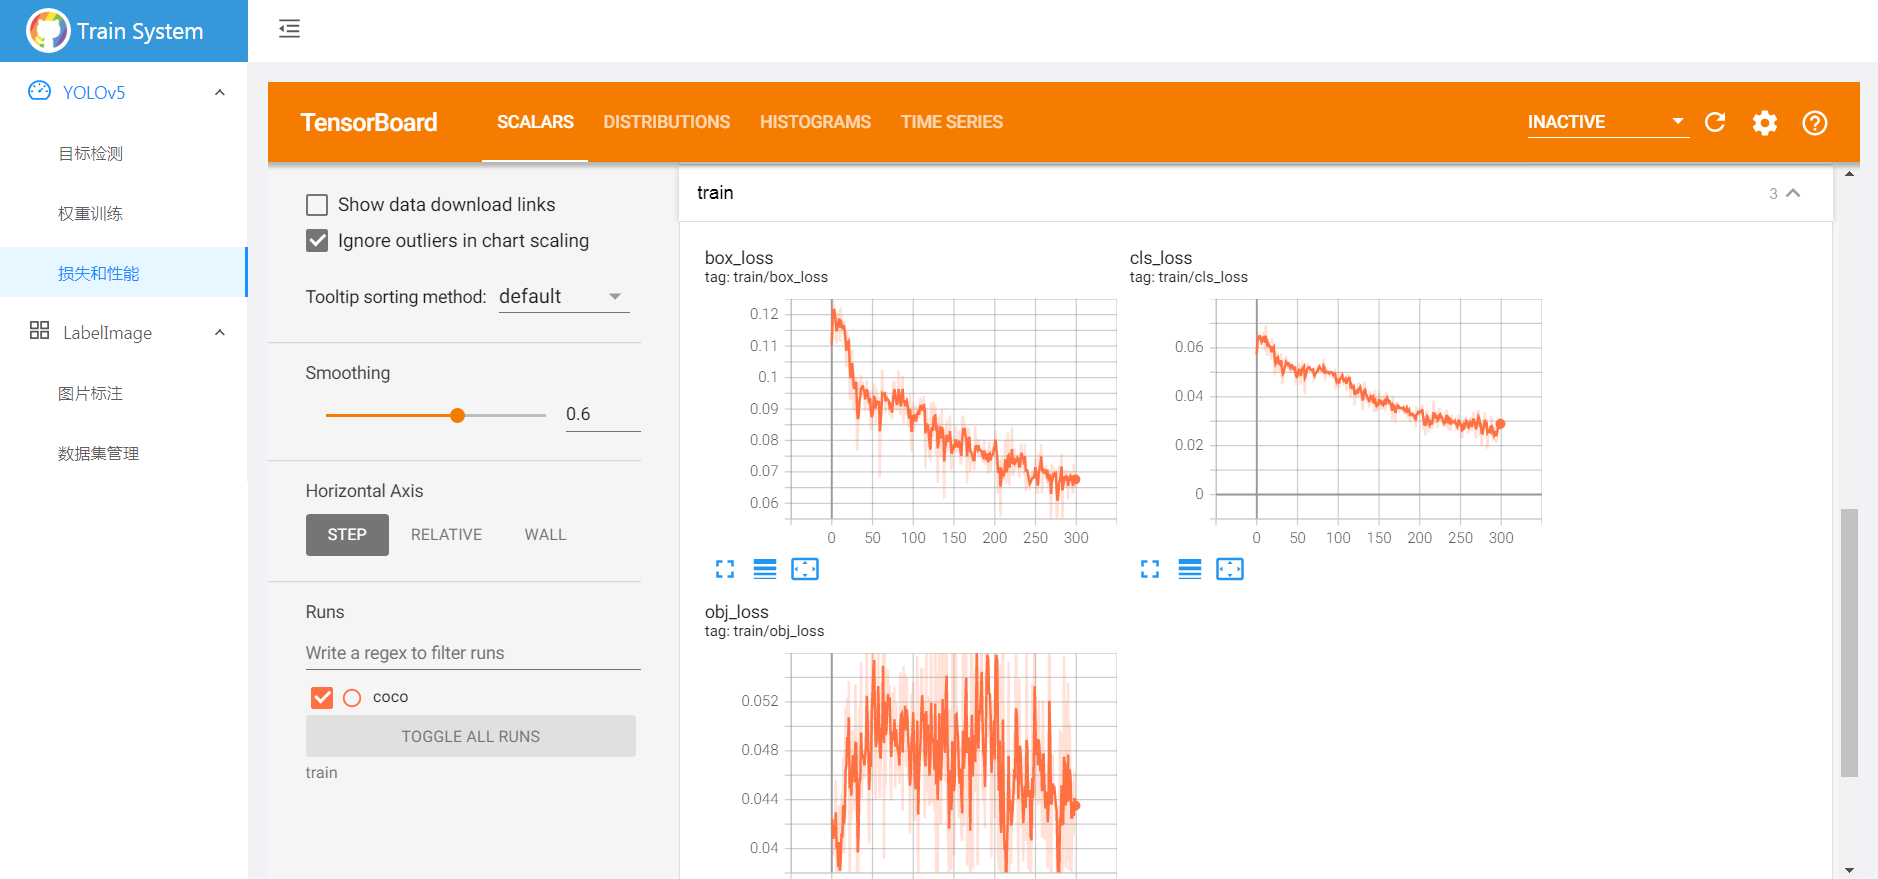 Train System
YOLOv5
目标检测
权重训练
损失和性能
LabelImage
图片标注
数据集管理
TensorBoard
SCALARS
DISTRIBUTIONS
HISTOGRAMS
TIME SERIES
INACTIVE
Show data download links
Ignore outliers in chart scaling
Tooltip sorting method: default
Smoothing
0.6
Horizontal Axis
STEP
RELATIVE
WALL
Runs
Write a regex to filter runs
coco
TOGGLE ALL RUNS
train
train
3
box_loss
tag: train/box_loss
0.12
0.11
0.1
0.09
0.08
0.07
0.06
0 50 100 150 200 250 300
cls_loss
tag: train/cls_loss
0.06
0.04
0.02
0
0 50 100 150 200 250 300
obj_loss
tag: train/obj_loss
0.052
0.048
0.044
0.04